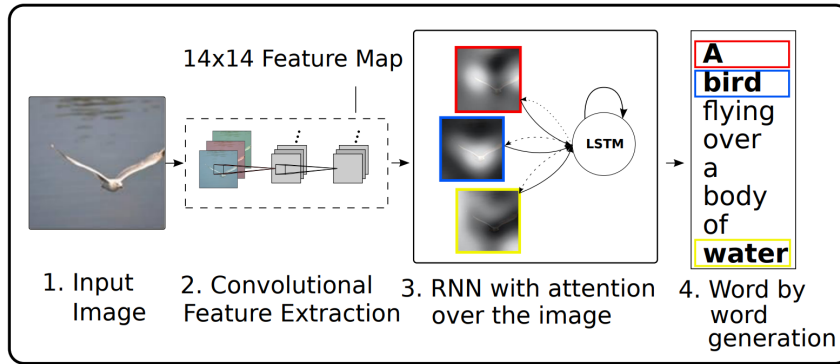 14x14 Feature Map
LSTM
A
bird
flying
over
a
body
of
water
1. Input
Image
2. Convolutional
Feature Extraction
3. RNN with attention
over the image
4. Word by
word
generation